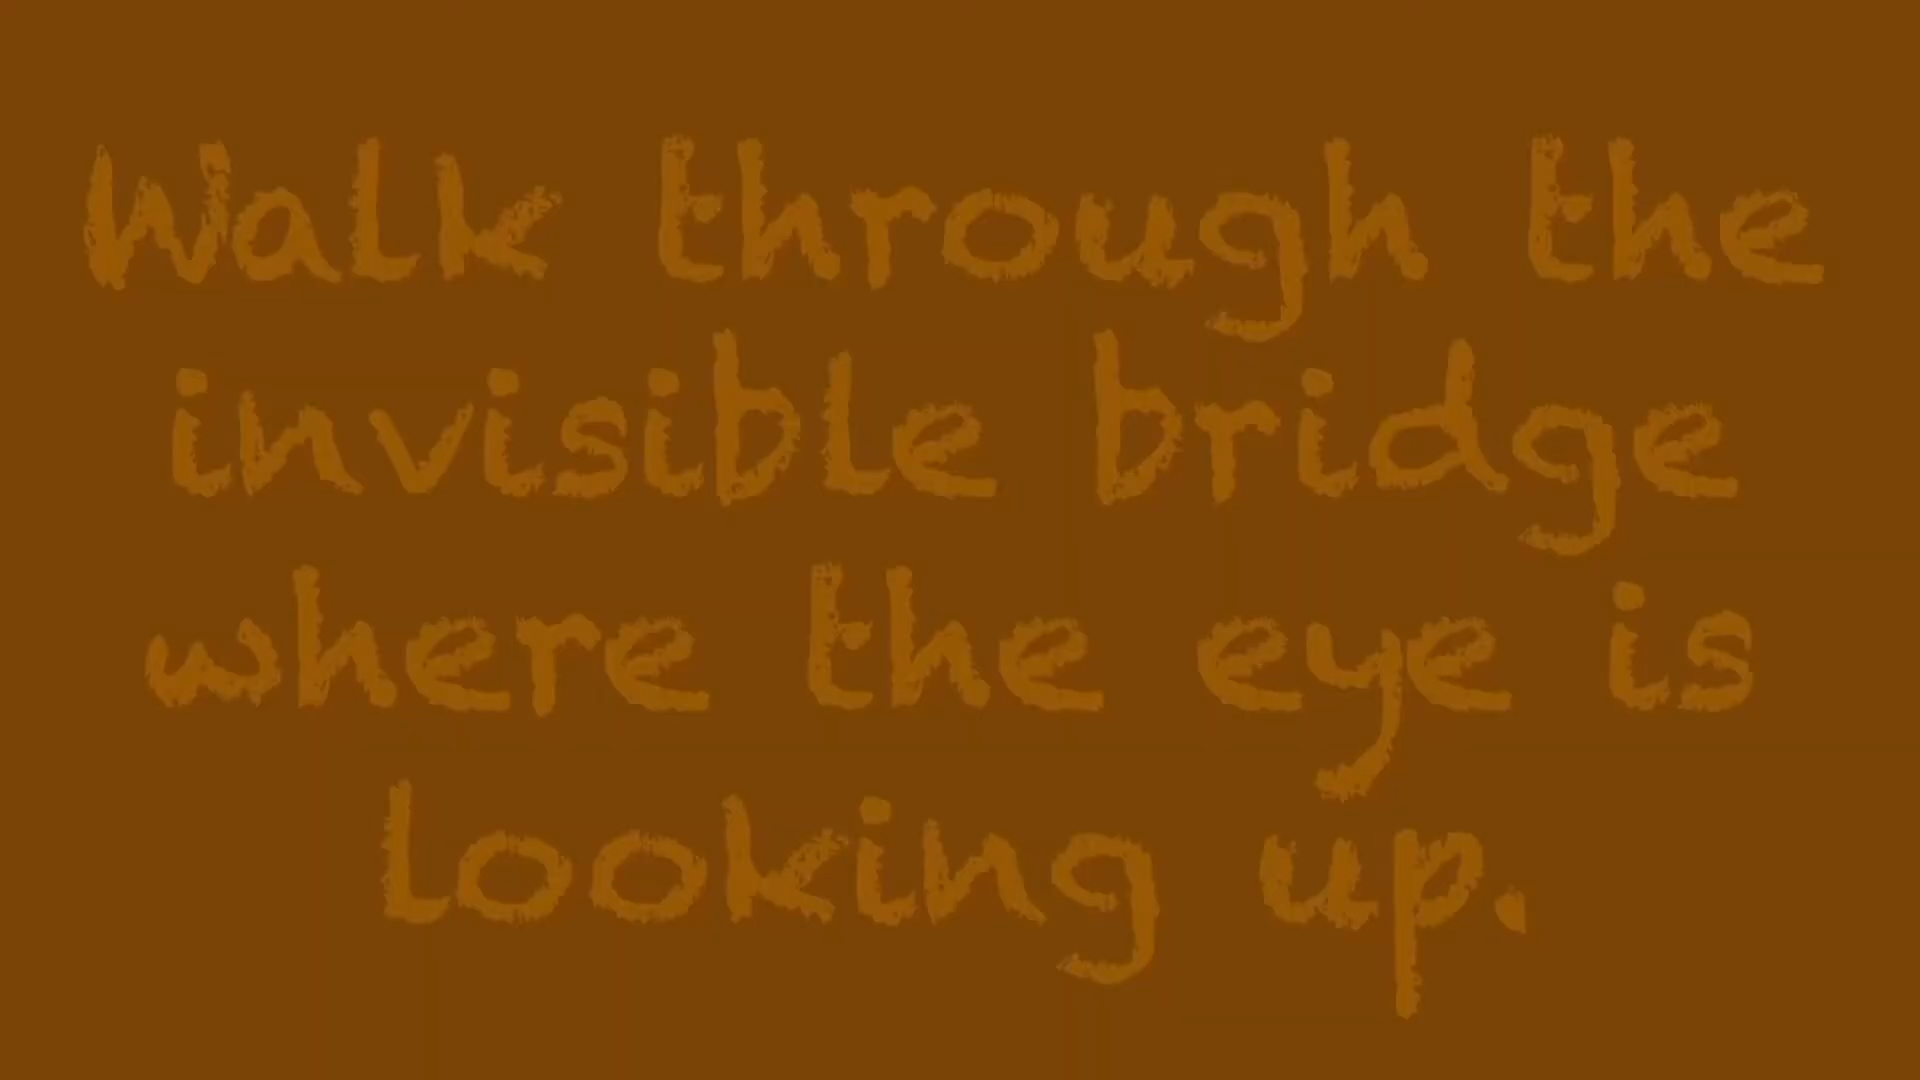 Walk through the
invisible bridge
where the eye is
looking up.